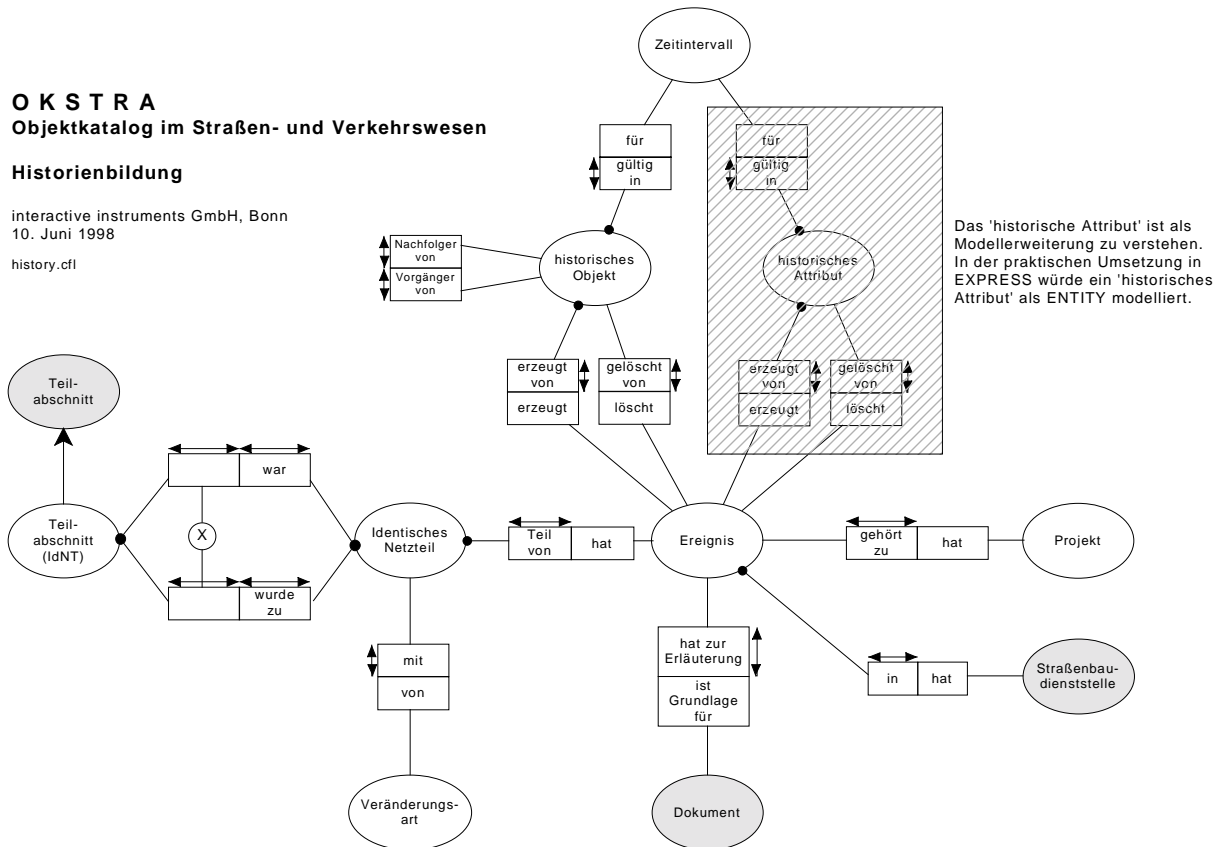 Zeitintervall
O K S T R A
Objektkatalog im Straßen- und Verkehrswesen
Historienbildung
interactive instruments GmbH, Bonn
10. Juni 1998
history.cfl
für
gültig
in
für
gültig
in
Nachfolger
von
Vorgänger
von
historisches
Objekt
historisches
Attribut
Das 'historische Attribut' ist als
Modellerweiterung zu verstehen.
In der praktischen Umsetzung in
EXPRESS würde ein 'historisches
Attribut' als ENTITY modelliert.
erzeugt
von
erzeugt
gelöscht
von
löscht
erzeugt
von
erzeugt
gelöscht
von
löscht
Teil-
abschnitt
war
Teil-
abschnitt
(IdNT)
X
wurde
zu
Identisches
Netzteil
Teil
von
hat
Ereignis
gehört
zu
hat
Projekt
mit
von
hat zur
Erläuterung
ist
Grundlage
für
in
hat
Straßenbau-
dienststelle
Veränderungs-
art
Dokument